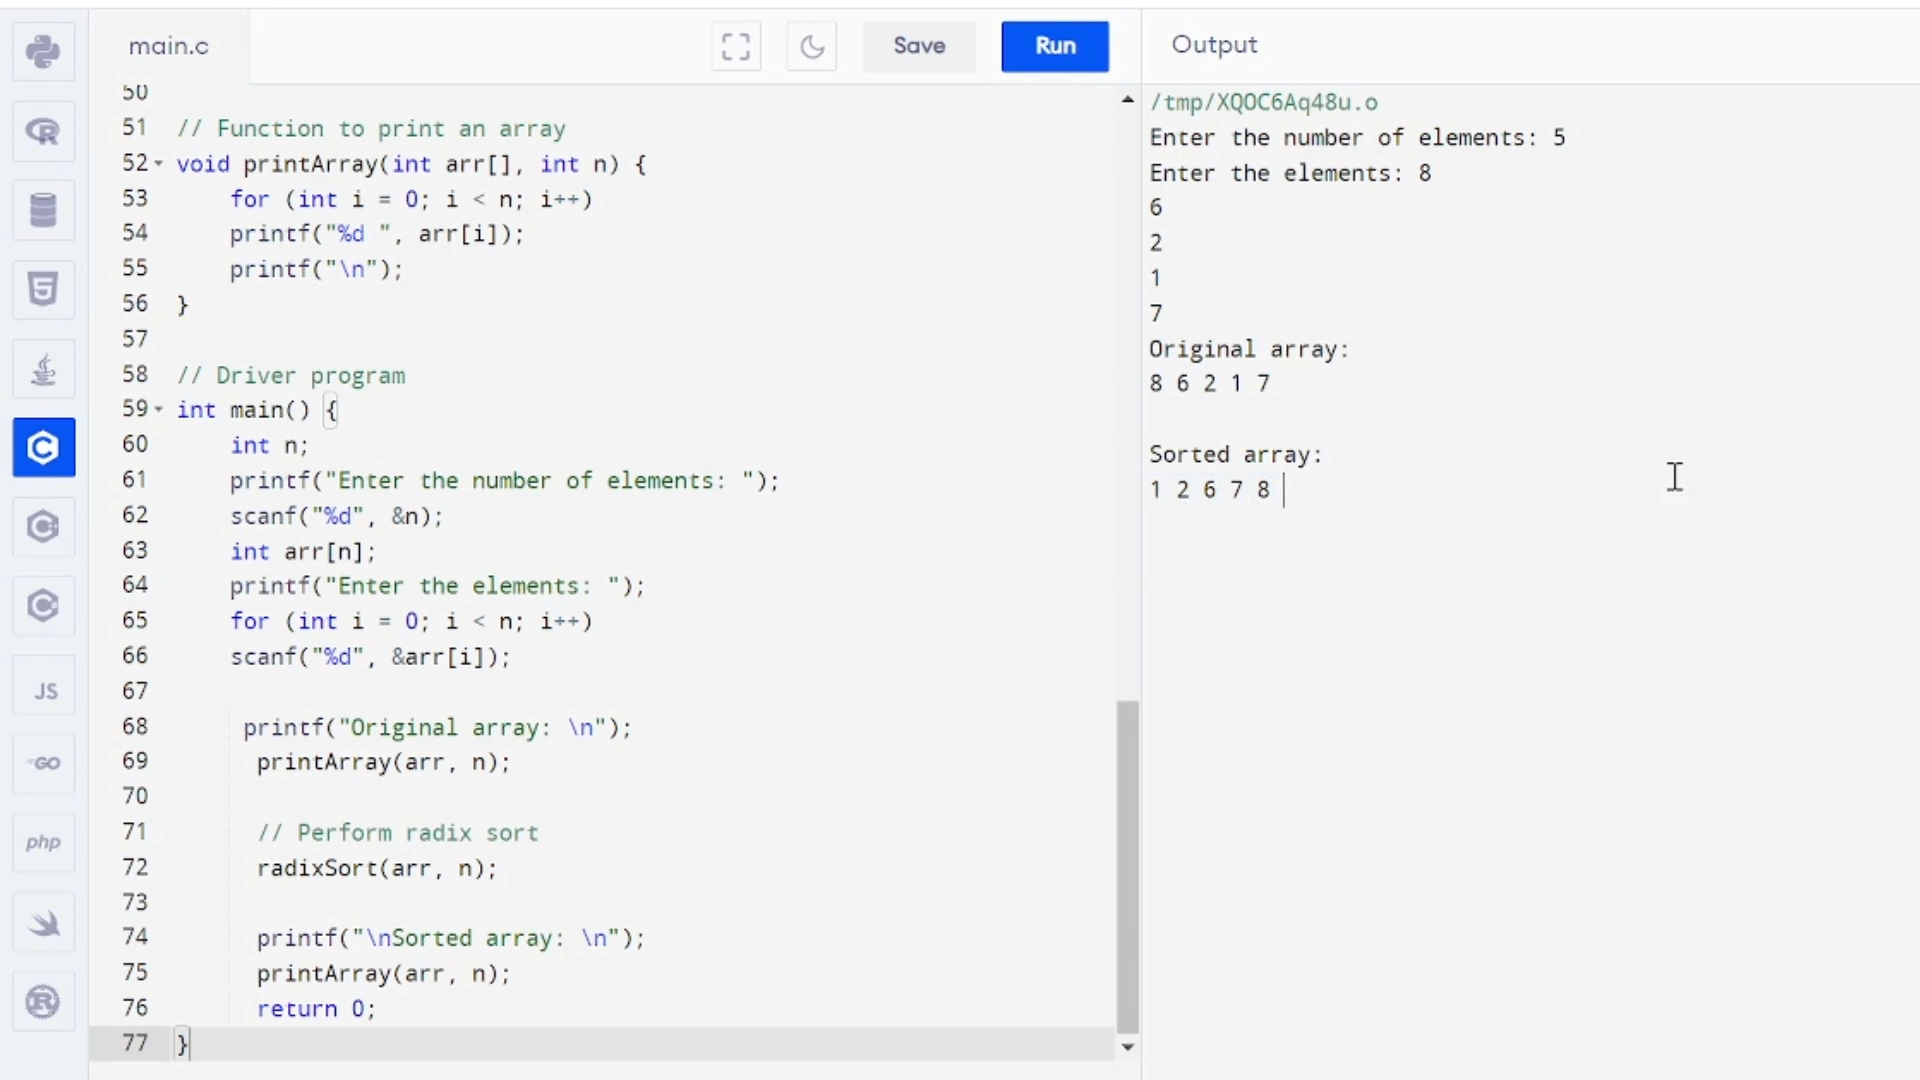 main.c
Save
Run
Output
50
51 // Function to print an array
52 void printArray(int arr[], int n) {
53 for (int i = 0; i < n; i++)
54 printf("%d ", arr[i]);
55 printf("\n");
56 }
57
58 // Driver program
59 int main() {
60 int n;
61 printf("Enter the number of elements: ");
62 scanf("%d", &n);
63 int arr[n];
64 printf("Enter the elements: ");
65 for (int i = 0; i < n; i++)
66 scanf("%d", &arr[i]);
67
68 printf("Original array: \n");
69 printArray(arr, n);
70
71 // Perform radix sort
72 radixSort(arr, n);
73
74 printf("\nSorted array: \n");
75 printArray(arr, n);
76 return 0;
77 }
/tmp/XQOC6Aq48u.o
Enter the number of elements: 5
Enter the elements: 8
6
2
1
7
Original array:
8 6 2 1 7
Sorted array:
1 2 6 7 8
R
5
C
C
C
JS
GO
php
R